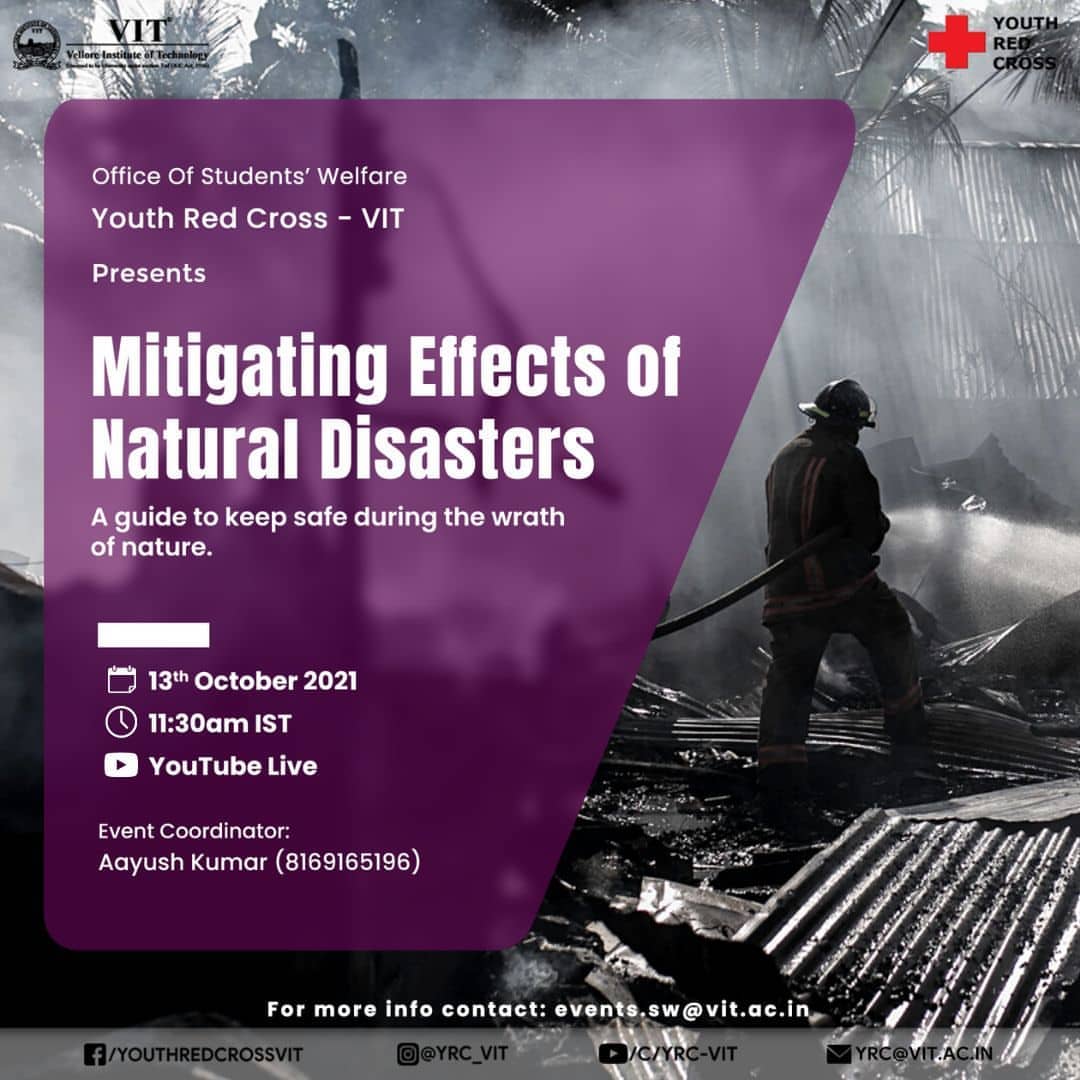 VIT
VIT
Vellore Institute of Technology
YOUTH
RED
CROSS
Office Of Students' Welfare
Youth Red Cross - VIT
Presents
Mitigating Effects of
Natural Disasters
A guide to keep safe during the wrath
of nature.
13th October 2021
11:30am IST
YouTube Live
Event Coordinator:
Aayush Kumar (8169165196)
For more info contact: events.sw@vit.ac.in
/YOUTHREDCROSSVIT @YRC_VIT /C/YRC-VIT YRC@VIT.AC.IN